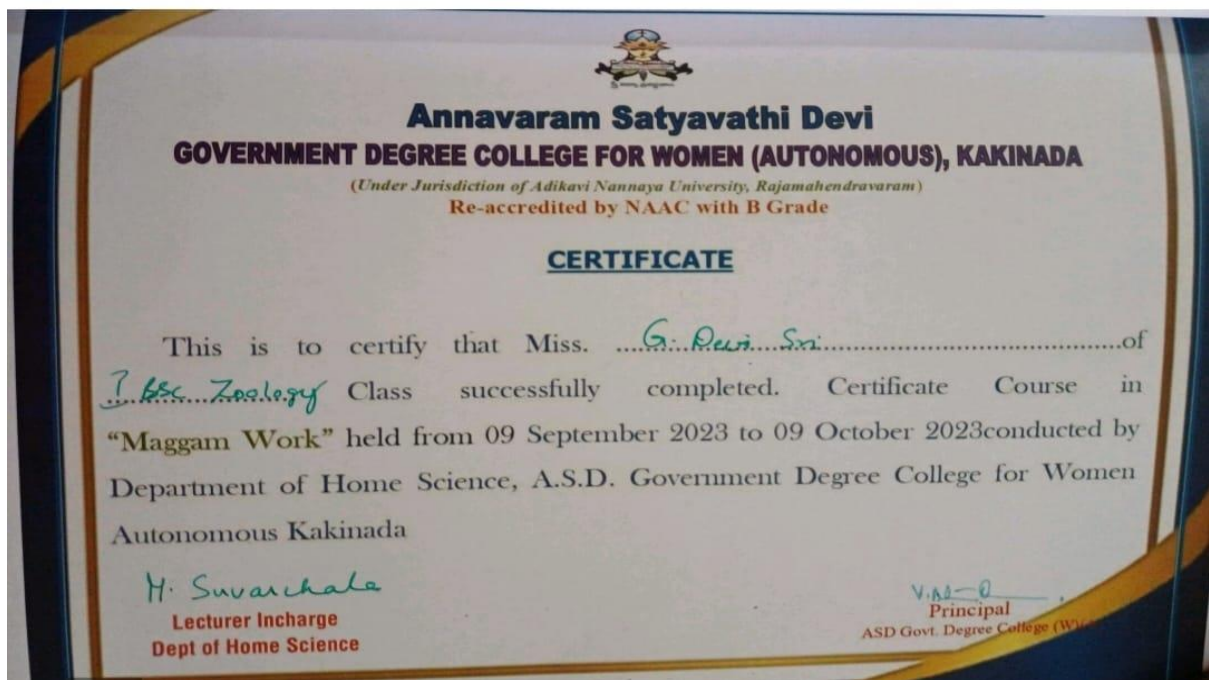 Annavaram Satyavathi Devi
GOVERNMENT DEGREE COLLEGE FOR WOMEN (AUTONOMOUS), KAKINADA
(Under Jurisdiction of Adikavi Nannaya University, Rajamahendravaram)
Re-accredited by NAAC with B Grade
CERTIFICATE
This is to certify that Miss. G. Devi Sri of
I BSC Zoology Class successfully completed. Certificate Course in
“Maggam Work” held from 09 September 2023 to 09 October 2023conducted by
Department of Home Science, A.S.D. Government Degree College for Women
Autonomous Kakinada
M. Suvarchala
Lecturer Incharge
Dept of Home Science
Principal
ASD Govt. Degree College